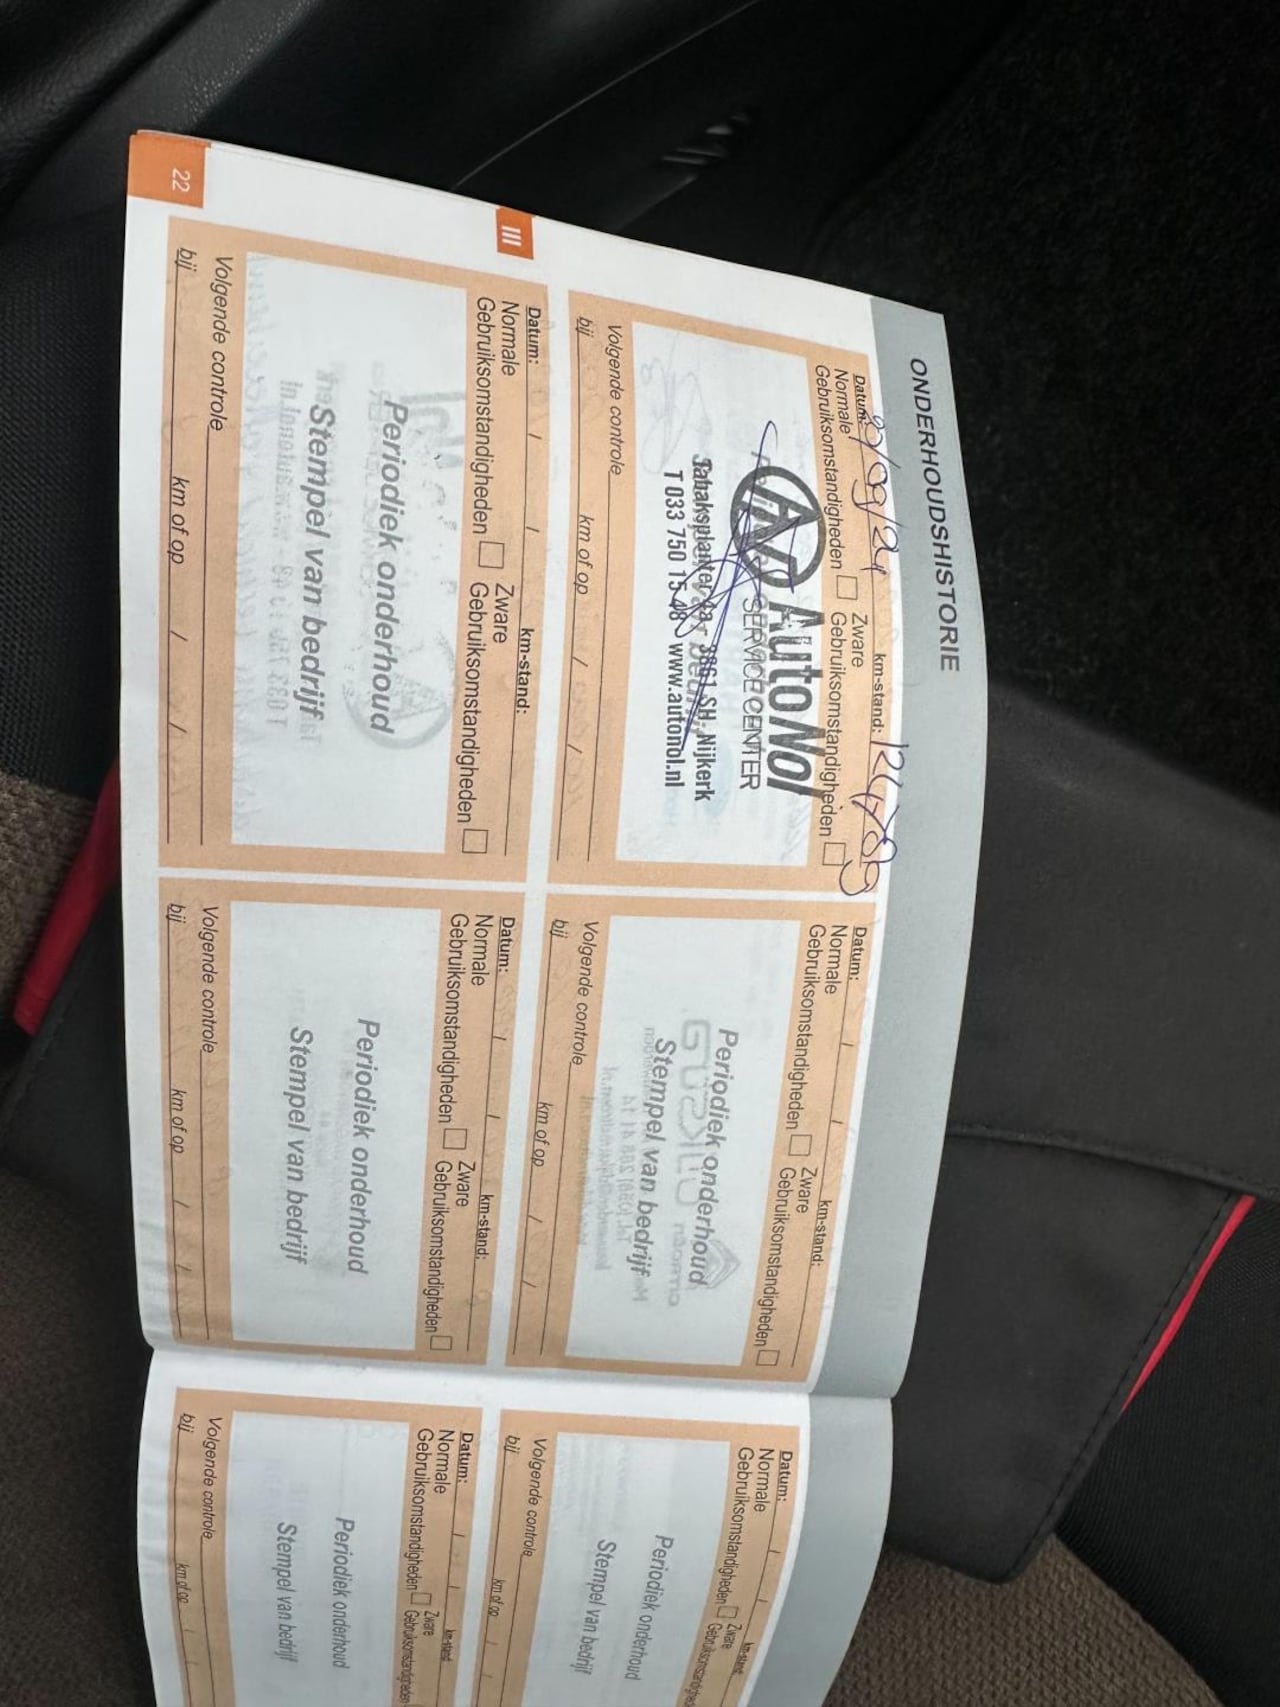 ONDERHOUDSHISTORIE
Datum: km-stand:
Normale Zware
Gebruiksomstandigheden Gebruiksomstandigheden
AutoNol
SERVICE CENTER
3861 SH Nijkerk
T 033 750 15 48 www.autonol.nl
Volgende controle
bij km of op / /
Datum: / / km-stand:
Normale Zware
Gebruiksomstandigheden Gebruiksomstandigheden
Periodiek onderhoud
Stempel van bedrijf
Volgende controle
bij km of op / /
III
Datum: / / km-stand:
Normale Zware
Gebruiksomstandigheden Gebruiksomstandigheden
Periodiek onderhoud
Stempel van bedrijf
Volgende controle
bij km of op / /
Datum: / / km-stand:
Normale Zware
Gebruiksomstandigheden Gebruiksomstandigheden
Periodiek onderhoud
Stempel van bedrijf
Volgende controle
bij km of op / /
22
Datum: / / km-stand:
Normale Zware
Gebruiksomstandigheden Gebruiksomstandigheden
Periodiek onderhoud
Stempel van bedrijf
Volgende controle
bij km of op /
Datum: / / km-stand:
Normale Zware
Gebruiksomstandigheden Gebruiksomstandigheden
Periodiek onderhoud
Stempel van bedrijf
Volgende controle
bij km of op /